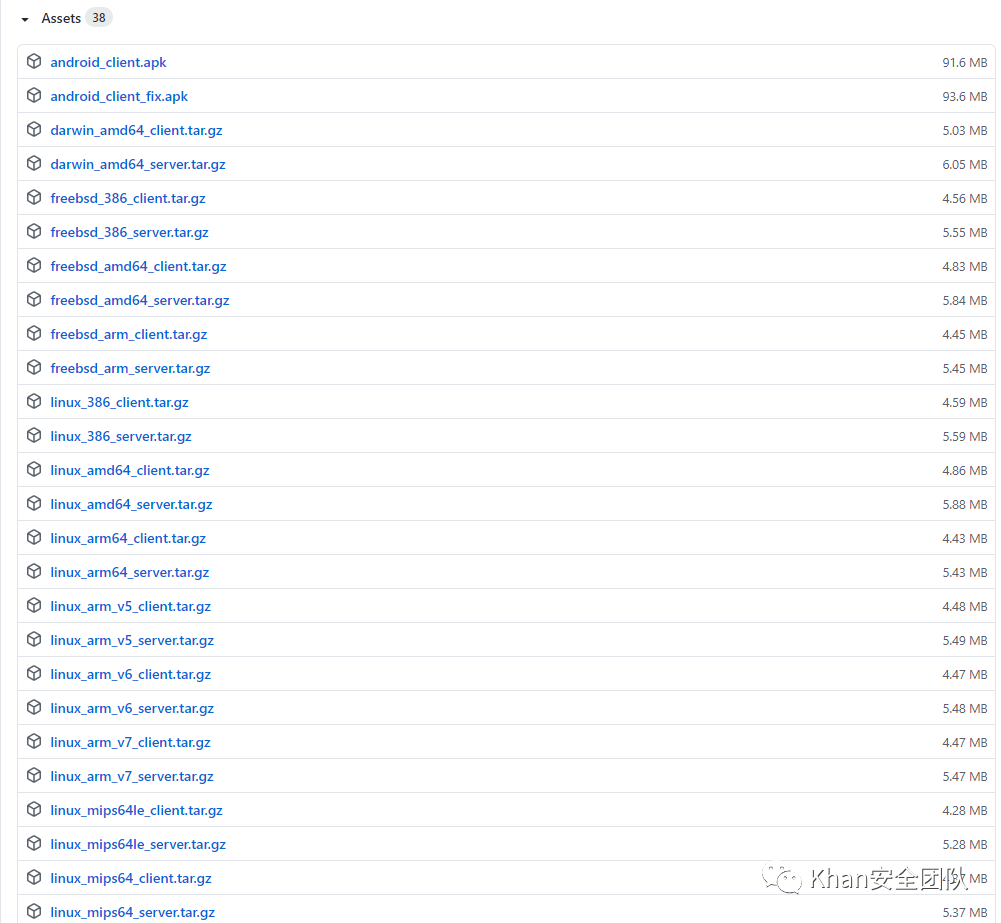 Assets 38
android_client.apk 91.6 MB
android_client_fix.apk 93.6 MB
darwin_amd64_client.tar.gz 5.03 MB
darwin_amd64_server.tar.gz 6.05 MB
freebsd_386_client.tar.gz 4.56 MB
freebsd_386_server.tar.gz 5.55 MB
freebsd_amd64_client.tar.gz 4.83 MB
freebsd_amd64_server.tar.gz 5.84 MB
freebsd_arm_client.tar.gz 4.45 MB
freebsd_arm_server.tar.gz 5.45 MB
linux_386_client.tar.gz 4.59 MB
linux_386_server.tar.gz 5.59 MB
linux_amd64_client.tar.gz 4.86 MB
linux_amd64_server.tar.gz 5.88 MB
linux_arm64_client.tar.gz 4.43 MB
linux_arm64_server.tar.gz 5.43 MB
linux_arm_v5_client.tar.gz 4.48 MB
linux_arm_v5_server.tar.gz 5.49 MB
linux_arm_v6_client.tar.gz 4.47 MB
linux_arm_v6_server.tar.gz 5.48 MB
linux_arm_v7_client.tar.gz 4.47 MB
linux_arm_v7_server.tar.gz 5.47 MB
linux_mips64le_client.tar.gz 4.28 MB
linux_mips64le_server.tar.gz 5.28 MB
linux_mips64_client.tar.gz MB
Khan安全团队
linux_mips64_server.tar.gz 5.37 MB